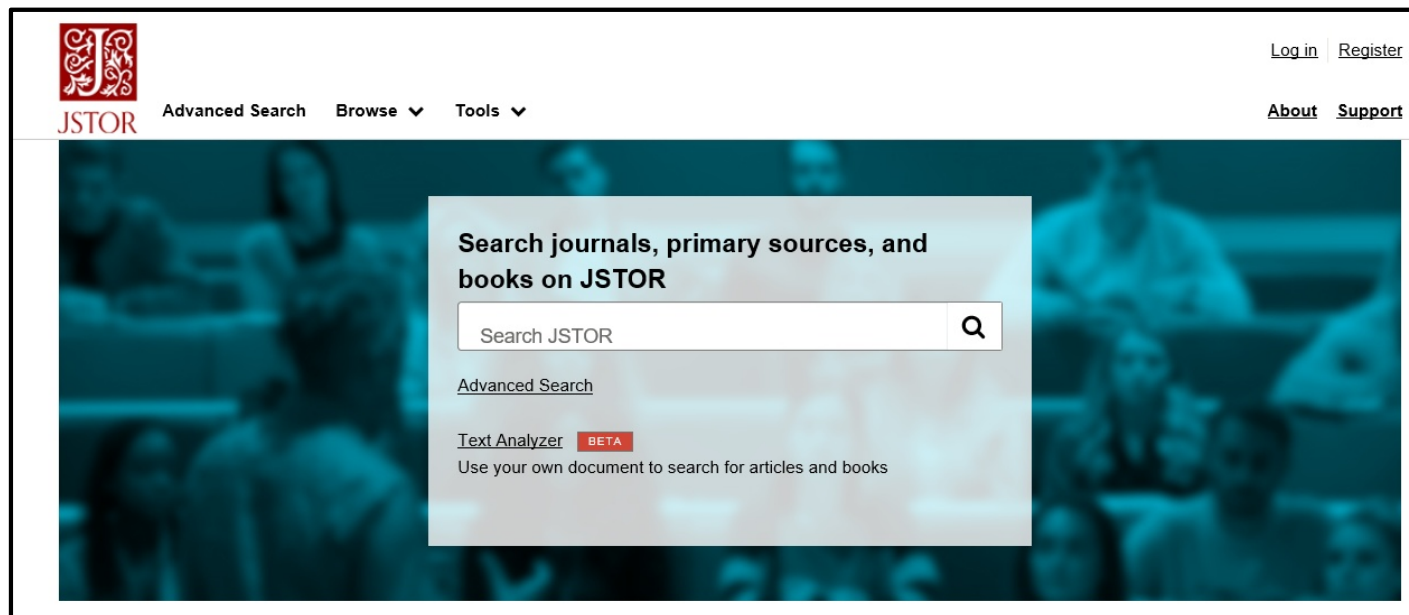 Log in Register
JSTOR
Advanced Search Browse Tools
About Support
Search journals, primary sources, and
books on JSTOR
Search JSTOR
Advanced Search
Text Analyzer BETA
Use your own document to search for articles and books